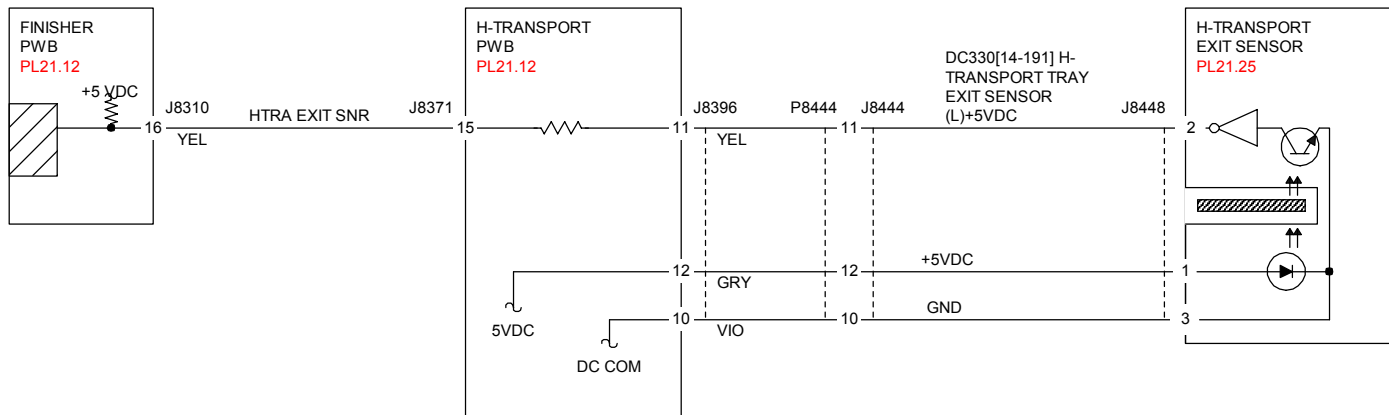 FINISHER
PWB
PL21.12
+5 VDC
16
J8310
YEL
HTRA EXIT SNR
J8371
H-TRANSPORT
PWB
PL21.12
15
11
J8396
YEL
P8444
J8444
11
DC330[14-191] H-
TRANSPORT TRAY
EXIT SENSOR
(L)+5VDC
J8448
H-TRANSPORT
EXIT SENSOR
PL21.25
2
5VDC
12
GRY
12
+5VDC
1
DC COM
10
VIO
10
GND
3